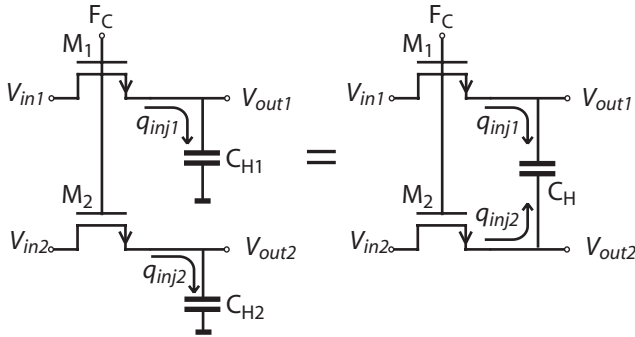 F_C
M_1
V_in1
V_out1
q_inj1
C_H1
M_2
V_in2
V_out2
q_inj2
C_H2
=
F_C
M_1
V_in1
V_out1
q_inj1
C_H
M_2
q_inj2
V_in2
V_out2